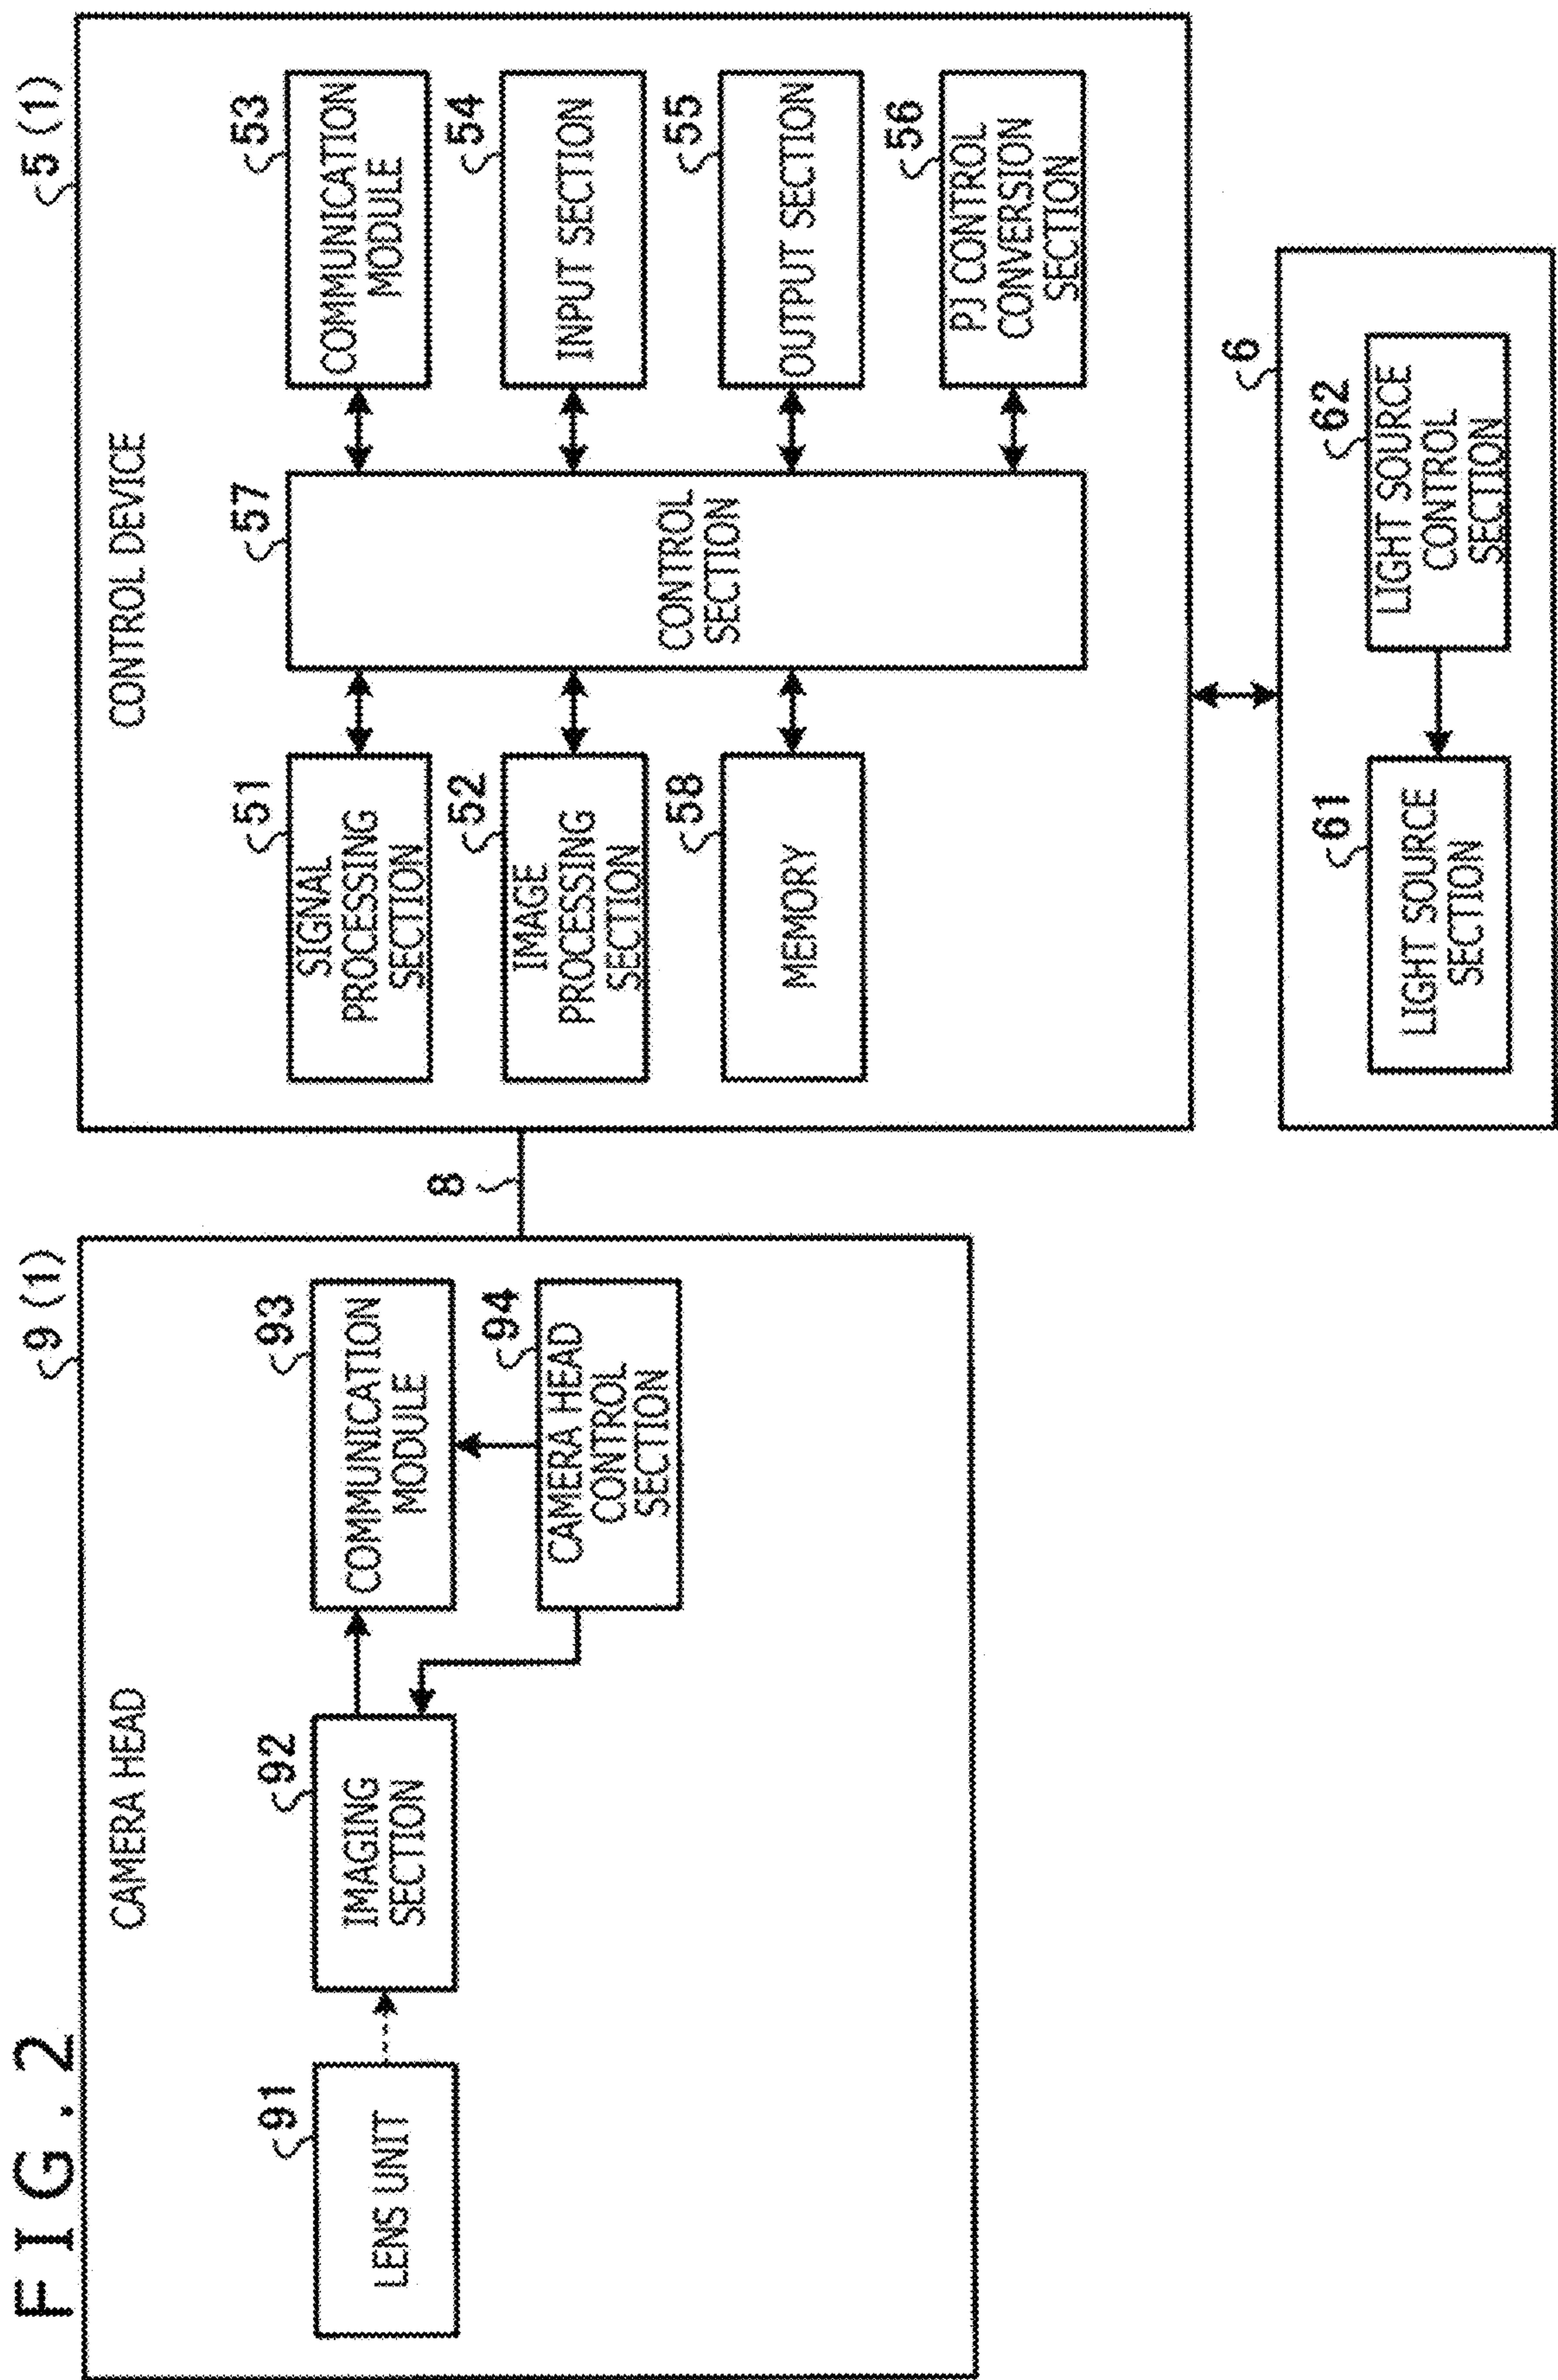 FIG. 2
9 (1)
CAMERA HEAD
91
LENS UNIT
92
IMAGING
SECTION
93
COMMUNICATION
MODULE
94
CAMERA HEAD
CONTROL
SECTION
8
5 (1)
CONTROL DEVICE
51
SIGNAL
PROCESSING
SECTION
52
IMAGE
PROCESSING
SECTION
58
MEMORY
57
CONTROL
SECTION
53
COMMUNICATION
MODULE
54
INPUT SECTION
55
OUTPUT SECTION
56
PJ CONTROL
CONVERSION
SECTION
6
61
LIGHT SOURCE
SECTION
62
LIGHT SOURCE
CONTROL
SECTION